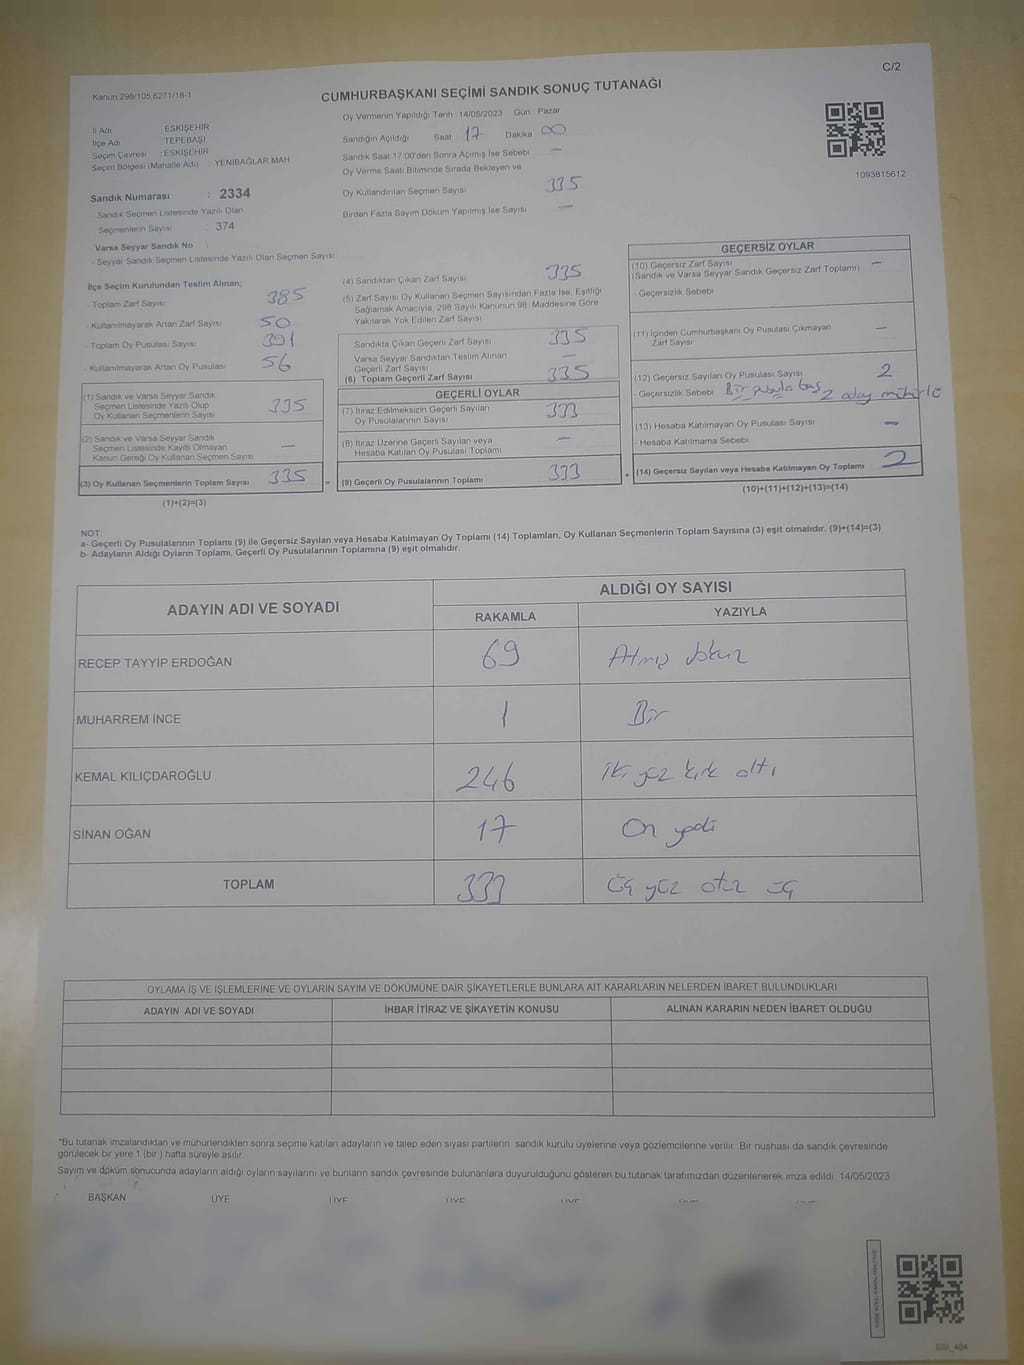 C/2
Kanun:298/105;6271/18-1
CUMHURBAŞKANI SEÇİMİ SANDIK SONUÇ TUTANAĞI
İl Adı ESKİŞEHİR
İlçe Adı : TEPEBAŞI
Seçim Çevresi : ESKİŞEHİR
Seçim Bölgesi (Mahalle Adı) : YENİBAĞLAR MAH.
Sandık Numarası : 2334
- Sandık Seçmen Listesinde Yazılı Olan
Seçmenlerin Sayısı : 374
Varsa Seyyar Sandık No
- Seyyar Sandık Seçmen Listesinde Yazılı Olan Seçmen Sayısı
Oy Vermenin Yapıldığı Tarih 14/05/2023 Gün Pazar
Sandığın Açıldığı Saat 17 Dakika 00
Sandık Saat 17:00'den Sonra Açılmış İse Sebebi -
Oy Verme Saati Bitiminde Sırada Bekleyen ve
Oy Kullandırılan Seçmen Sayısı 335
Birden Fazla Sayım Döküm Yapılmış İse Sayısı -
1093815612
İlçe Seçim Kurulundan Teslim Alınan;
- Toplam Zarf Sayısı 385
- Kullanılmayarak Artan Zarf Sayısı 50
- Toplam Oy Pusulası Sayısı 391
- Kullanılmayarak Artan Oy Pusulası 56
(1) Sandık ve Varsa Seyyar Sandık
Seçmen Listesinde Yazılı Olup
Oy Kullanan Seçmenlerin Sayısı 335
(2) Sandık ve Varsa Seyyar Sandık
Seçmen Listesinde Kayıtlı Olmayan
Kanun Gereği Oy Kullanan Seçmen Sayısı -
(3) Oy Kullanan Seçmenlerin Toplam Sayısı 335
(1)+(2)=(3)
(4) Sandıktan Çıkan Zarf Sayısı 335
(5) Zarf Sayısı Oy Kullanan Seçmen Sayısından Fazla İse, Eşitliği
Sağlamak Amacıyla, 298 Sayılı Kanunun 98. Maddesine Göre
Yakılarak Yok Edilen Zarf Sayısı
Sandıkta Çıkan Geçerli Zarf Sayısı 335
Varsa Seyyar Sandıktan Teslim Alınan
Geçerli Zarf Sayısı -
(6) Toplam Geçerli Zarf Sayısı 335
GEÇERLİ OYLAR
(7) İtiraz Edilmeksizin Geçerli Sayılan
Oy Pusulasının Sayısı 333
(8) İtiraz Üzerine Geçerli Sayılan veya
Hesaba Katılan Oy Pusulası Toplamı -
= (9) Geçerli Oy Pusulalarının Toplamı 333
GEÇERSİZ OYLAR
(10) Geçersiz Zarf Sayısı -
(Sandık ve Varsa Seyyar Sandık Geçersiz Zarf Toplamı)
- Geçersizlik Sebebi
(11) İçinden Cumhurbaşkanı Oy Pusulası Çıkmayan
Zarf Sayısı -
(12) Geçersiz Sayılan Oy Pusulası Sayısı 2
- Geçersizlik Sebebi Bir pusula boş 2 aday mühürlü
(13) Hesaba Katılmayan Oy Pusulası Sayısı -
- Hesaba Katılmama Sebebi
+ (14) Geçersiz Sayılan veya Hesaba Katılmayan Oy Toplamı 2
(10)+(11)+(12)+(13)=(14)
NOT:
a- Geçerli Oy Pusulalarının Toplamı (9) ile Geçersiz Sayılan veya Hesaba Katılmayan Oy Toplamı (14) Toplamları, Oy Kullanan Seçmenlerin Toplam Sayısına (3) eşit olmalıdır. (9)+(14)=(3)
b- Adayların Aldığı Oyların Toplamı, Geçerli Oy Pusulalarının Toplamına (9) eşit olmalıdır.
ADAYIN ADI VE SOYADI ALDIĞI OY SAYISI
RAKAMLA YAZIYLA
RECEP TAYYİP ERDOĞAN 69 Atmış dokuz
MUHARREM İNCE 1 Bir
KEMAL KILIÇDAROĞLU 246 İki yüz kırk altı
SİNAN OĞAN 17 On yedi
TOPLAM 333 Üç yüz otuz üç
OYLAMA İŞ VE İŞLEMLERİNE VE OYLARIN SAYIM VE DÖKÜMÜNE DAİR ŞİKAYETLERLE BUNLARA AİT KARARLARIN NELERDEN İBARET BULUNDUKLARI
ADAYIN ADI VE SOYADI İHBAR İTİRAZ VE ŞİKAYETİN KONUSU ALINAN KARARIN NEDEN İBARET OLDUĞU
*Bu tutanak imzalandıktan ve mühürlendikten sonra seçime katılan adayların ve talep eden siyasi partilerin sandık kurulu üyelerine veya gözlemcilerine verilir. Bir nushası da sandık çevresinde
görülecek bir yere 1 (bir ) hafta süreyle asılır.
Sayım ve döküm sonucunda adayların aldığı oyların sayılarını ve bunların sandık çevresinde bulunanlara duyurulduğunu gösteren bu tutanak tarafımızdan düzenlenerek imza edildi. 14/05/2023
BAŞKAN ÜYE ÜYE ÜYE ÜYE ÜYE ÜYE